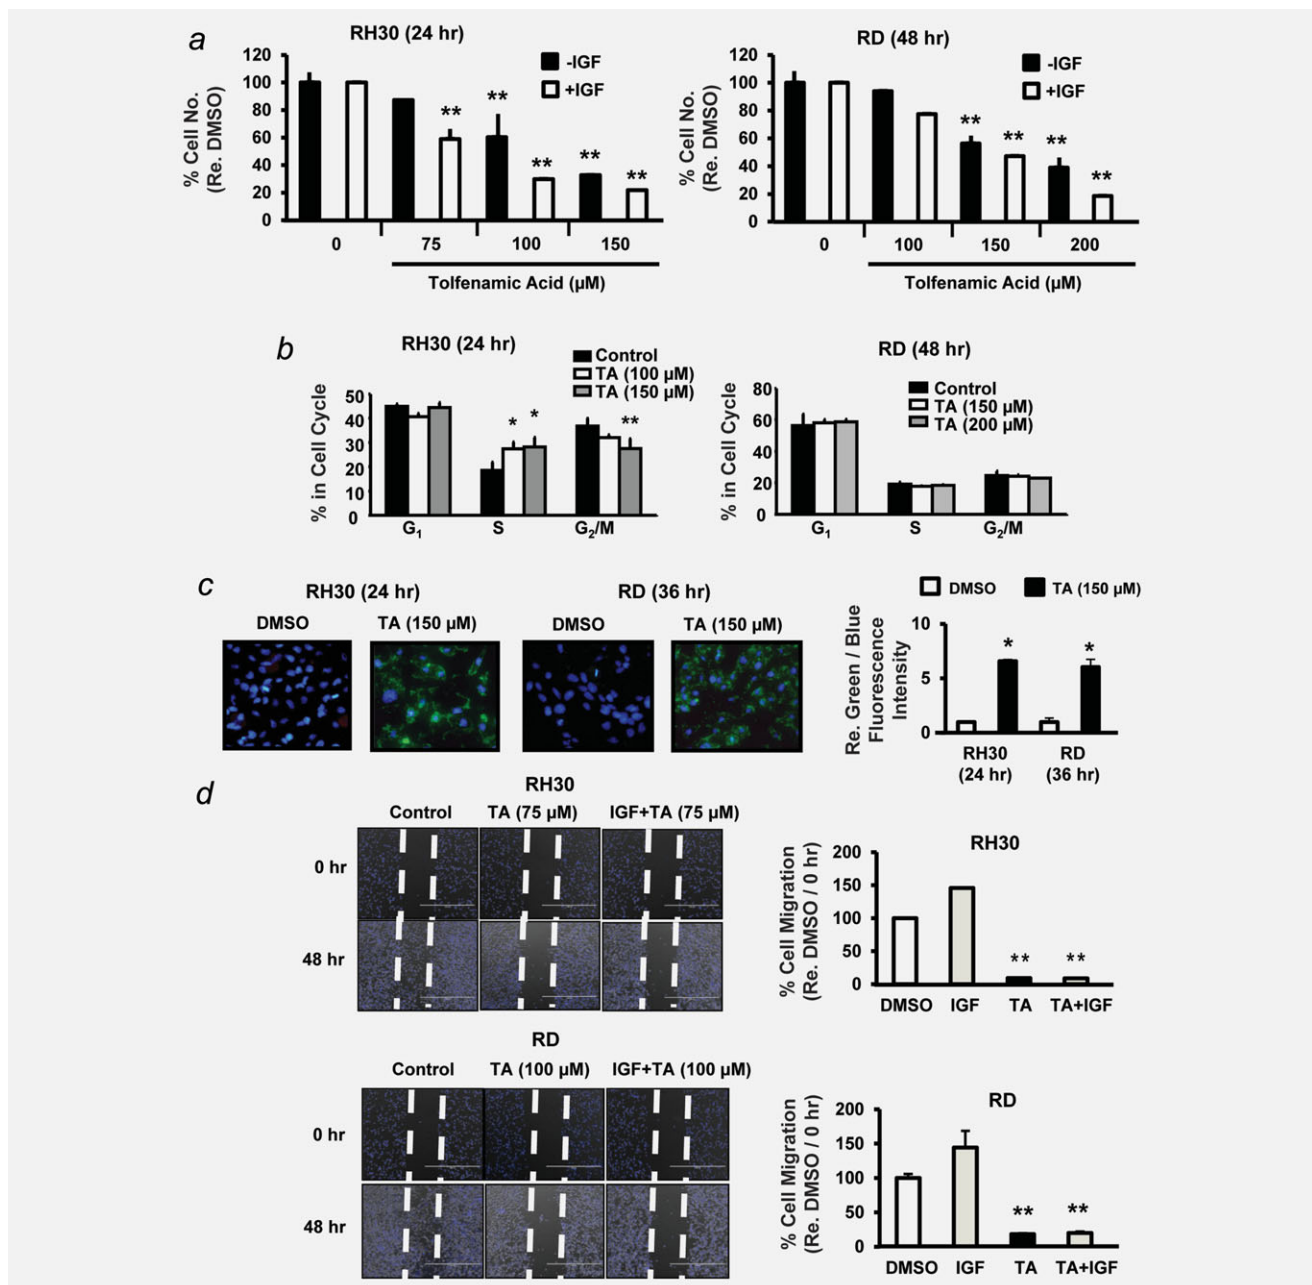 a
RH30 (24 hr)
% Cell No.
(Re. DMSO)
120
100
80
60
40
20
0
-IGF
+IGF
** ** ** ** **
0 75 100 150
Tolfenamic Acid (µM)
RD (48 hr)
% Cell No.
(Re. DMSO)
120
100
80
60
40
20
0
-IGF
+IGF
** ** ** **
0 100 150 200
Tolfenamic Acid (µM)
b
RH30 (24 hr)
% in Cell Cycle
50
40
30
20
10
0
Control
TA (100 µM)
TA (150 µM)
* * **
G1 S G2/M
RD (48 hr)
% in Cell Cycle
80
60
40
20
0
Control
TA (150 µM)
TA (200 µM)
G1 S G2/M
c
RH30 (24 hr) RD (36 hr)
DMSO TA (150 µM) DMSO TA (150 µM)
DMSO TA (150 µM)
Re. Green / Blue
Fluorescence
Intensity
10
5
0
* *
RH30 RD
(24 hr) (36 hr)
d
RH30
Control TA (75 µM) IGF+TA (75 µM)
0 hr
48 hr
RH30
% Cell Migration
(Re. DMSO / 0 hr)
200
150
100
50
0
** **
DMSO IGF TA TA+IGF
RD
Control TA (100 µM) IGF+TA (100 µM)
0 hr
48 hr
RD
% Cell Migration
(Re. DMSO / 0 hr)
200
150
100
50
0
** **
DMSO IGF TA TA+IGF